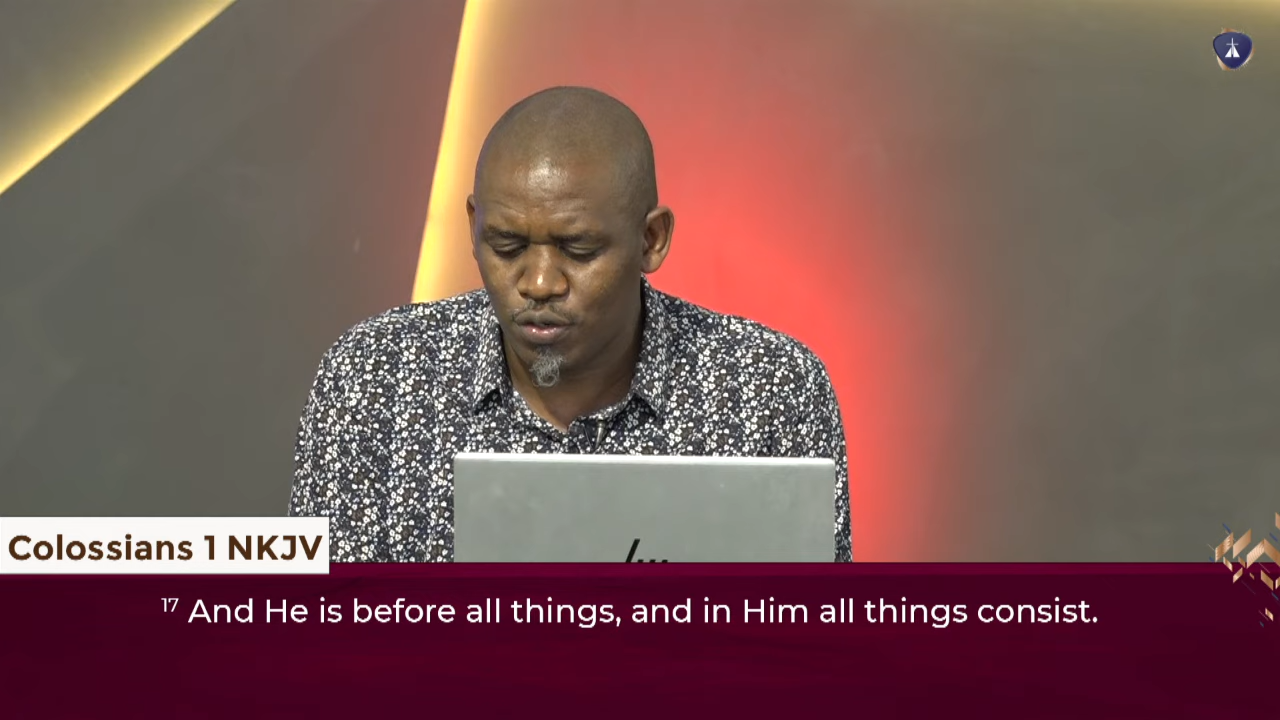 Colossians 1 NKJV
17 And He is before all things, and in Him all things consist.